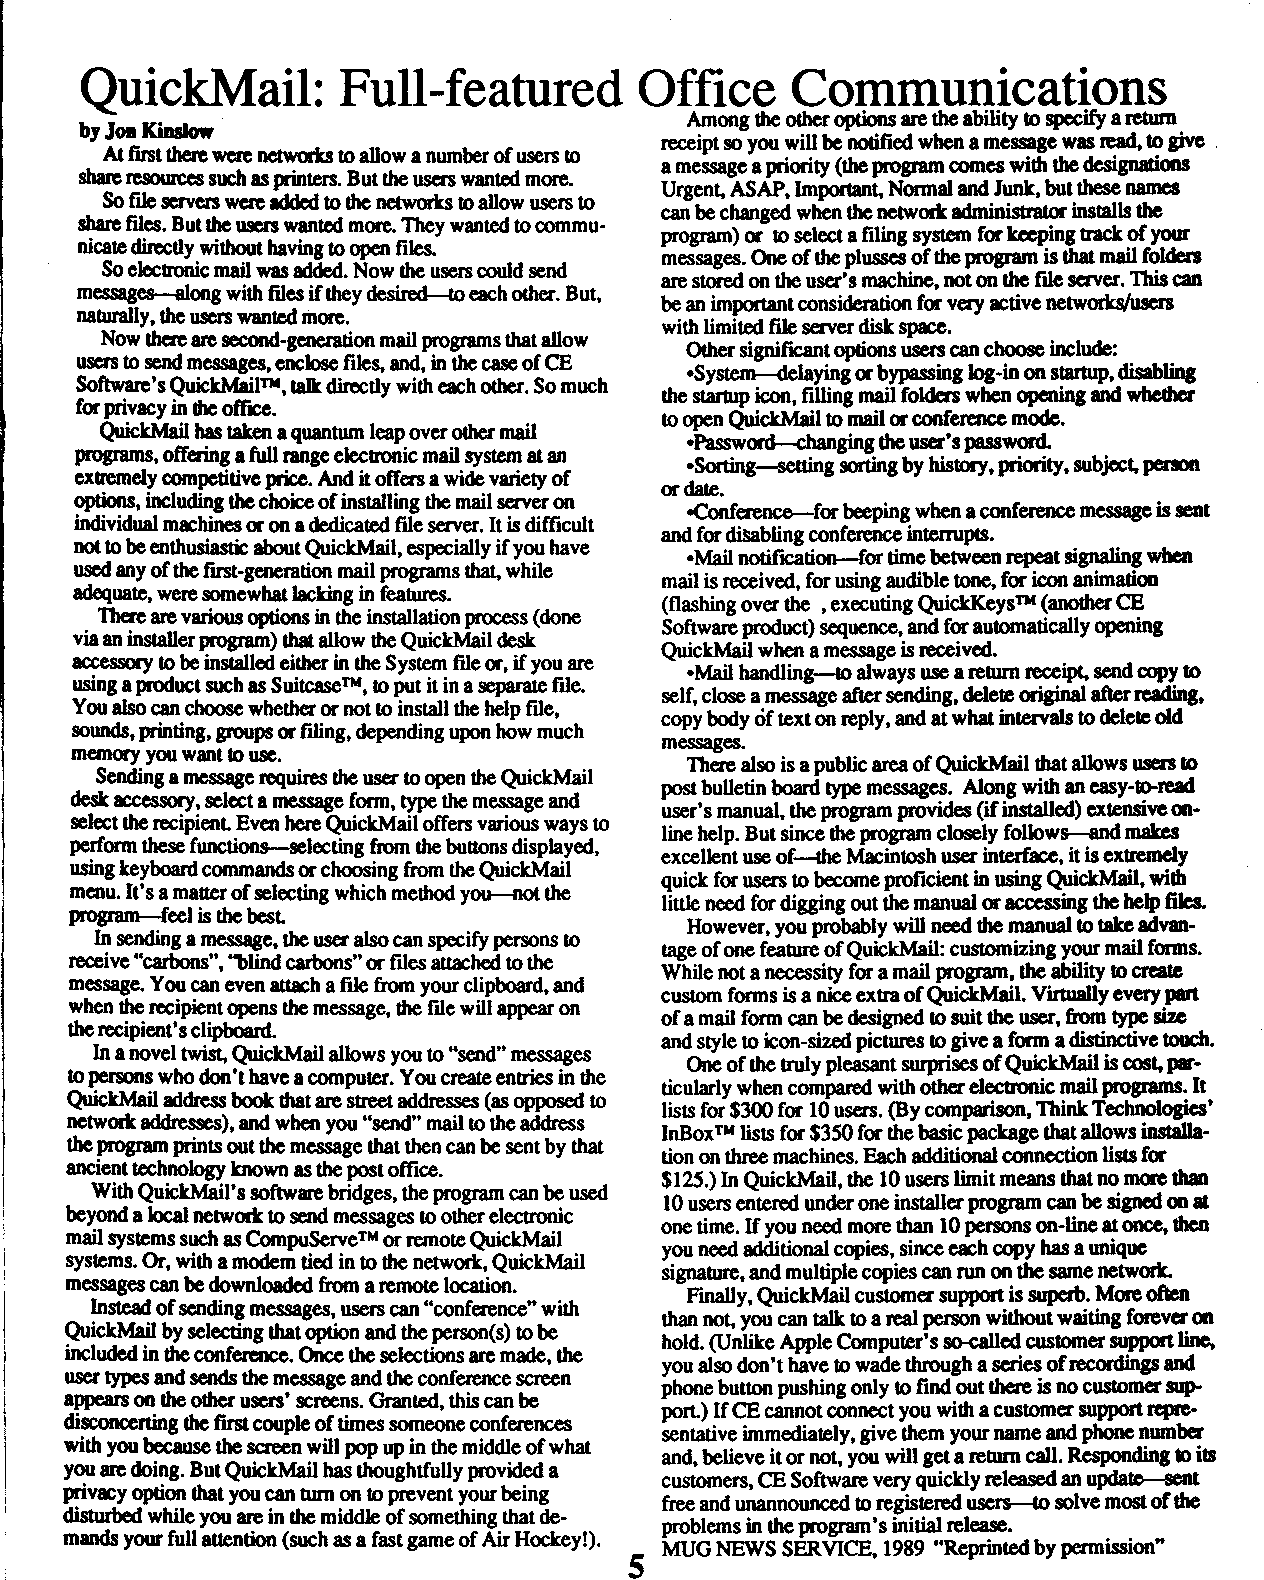 QuickMail: Full-featured Office Communications
by Jon Kinslow
At first there were networks to allow a number of users to
share resources such as printers. But the users wanted more.
So file servers were added to the networks to allow users to
share files. But the users wanted more. They wanted to commu-
nicate directly without having to open files.
So electronic mail was added. Now the users could send
messages—along with files if they desired—to each other. But,
naturally, the users wanted more.
Now there are second-generation mail programs that allow
users to send messages, enclose files, and, in the case of CE
Software's QuickMail™, talk directly with each other. So much
for privacy in the office.
QuickMail has taken a quantum leap over other mail
programs, offering a full range electronic mail system at an
extremely competitive price. And it offers a wide variety of
options, including the choice of installing the mail server on
individual machines or on a dedicated file server. It is difficult
not to be enthusiastic about QuickMail, especially if you have
used any of the first-generation mail programs that, while
adequate, were somewhat lacking in features.
There are various options in the installation process (done
via an installer program) that allow the QuickMail desk
accessory to be installed either in the System file or, if you are
using a product such as Suitcase™, to put it in a separate file.
You also can choose whether or not to install the help file,
sounds, printing, groups or filing, depending upon how much
memory you want to use.
Sending a message requires the user to open the QuickMail
desk accessory, select a message form, type the message and
select the recipient. Even here QuickMail offers various ways to
perform these functions—selecting from the buttons displayed,
using keyboard commands or choosing from the QuickMail
menu. It's a matter of selecting which method you—not the
program—feel is the best.
In sending a message, the user also can specify persons to
receive "carbons", "blind carbons" or files attached to the
message. You can even attach a file from your clipboard, and
when the recipient opens the message, the file will appear on
the recipient's clipboard.
In a novel twist, QuickMail allows you to "send" messages
to persons who don't have a computer. You create entries in the
QuickMail address book that are street addresses (as opposed to
network addresses), and when you "send" mail to the address
the program prints out the message that then can be sent by that
ancient technology known as the post office.
With QuickMail's software bridges, the program can be used
beyond a local network to send messages to other electronic
mail systems such as CompuServe™ or remote QuickMail
systems. Or, with a modem tied in to the network, QuickMail
messages can be downloaded from a remote location.
Instead of sending messages, users can "conference" with
QuickMail by selecting that option and the person(s) to be
included in the conference. Once the selections are made, the
user types and sends the message and the conference screen
appears on the other users' screens. Granted, this can be
disconcerting the first couple of times someone conferences
with you because the screen will pop up in the middle of what
you are doing. But QuickMail has thoughtfully provided a
privacy option that you can turn on to prevent your being
disturbed while you are in the middle of something that de-
mands your full attention (such as a fast game of Air Hockey!).
Among the other options are the ability to specify a return
receipt so you will be notified when a message was read, to give
a message a priority (the program comes with the designations
Urgent, ASAP, Important, Normal and Junk, but these names
can be changed when the network administrator installs the
program) or to select a filing system for keeping track of your
messages. One of the plusses of the program is that mail folders
are stored on the user's machine, not on the file server. This can
be an important consideration for very active networks/users
with limited file server disk space.
Other significant options users can choose include:
•System—delaying or bypassing log-in on startup, disabling
the startup icon, filling mail folders when opening and whether
to open QuickMail to mail or conference mode.
•Password—changing the user's password.
•Sorting—setting sorting by history, priority, subject, person
or date.
•Conference—for beeping when a conference message is sent
and for disabling conference interrupts.
•Mail notification—for time between repeat signaling when
mail is received, for using audible tone, for icon animation
(flashing over the , executing QuickKeys™ (another CE
Software product) sequence, and for automatically opening
QuickMail when a message is received.
•Mail handling—to always use a return receipt, send copy to
self, close a message after sending, delete original after reading,
copy body of text on reply, and at what intervals to delete old
messages.
There also is a public area of QuickMail that allows users to
post bulletin board type messages. Along with an easy-to-read
user's manual, the program provides (if installed) extensive on-
line help. But since the program closely follows—and makes
excellent use of—the Macintosh user interface, it is extremely
quick for users to become proficient in using QuickMail, with
little need for digging out the manual or accessing the help files.
However, you probably will need the manual to take advan-
tage of one feature of QuickMail: customizing your mail forms.
While not a necessity for a mail program, the ability to create
custom forms is a nice extra of QuickMail. Virtually every part
of a mail form can be designed to suit the user, from type size
and style to icon-sized pictures to give a form a distinctive touch.
One of the truly pleasant surprises of QuickMail is cost, par-
ticularly when compared with other electronic mail programs. It
lists for $300 for 10 users. (By comparison, Think Technologies'
InBox™ lists for $350 for the basic package that allows installa-
tion on three machines. Each additional connection lists for
$125.) In QuickMail, the 10 users limit means that no more than
10 users entered under one installer program can be signed on at
one time. If you need more than 10 persons on-line at once, then
you need additional copies, since each copy has a unique
signature, and multiple copies can run on the same network.
Finally, QuickMail customer support is superb. More often
than not, you can talk to a real person without waiting forever on
hold. (Unlike Apple Computer's so-called customer support line,
you also don't have to wade through a series of recordings and
phone button pushing only to find out there is no customer sup-
port.) If CE cannot connect you with a customer support repre-
sentative immediately, give them your name and phone number
and, believe it or not, you will get a return call. Responding to its
customers, CE Software very quickly released an update—sent
free and unannounced to registered users—to solve most of the
problems in the program's initial release.
MUG NEWS SERVICE, 1989 "Reprinted by permission"
5